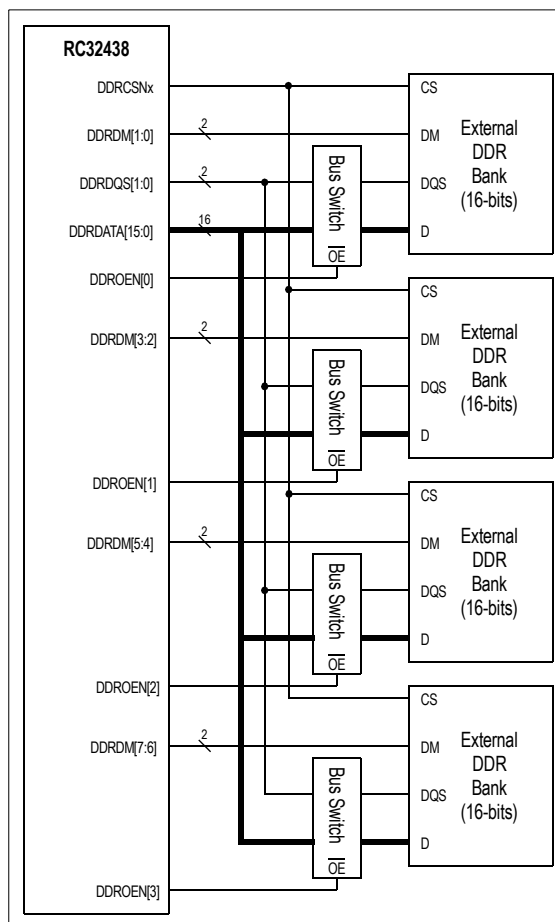 RC32438
DDRCSNx
CS
DDRDM[1:0]
2
DM
External
DDR
Bank
(16-bits)
DDRDQS[1:0]
2
Bus Switch
DQS
DDRDATA[15:0]
16
D
OE
DDROEN[0]
CS
DDRDM[3:2]
2
DM
External
DDR
Bank
(16-bits)
Bus Switch
DQS
D
OE
DDROEN[1]
CS
DDRDM[5:4]
2
DM
External
DDR
Bank
(16-bits)
Bus Switch
DQS
D
OE
DDROEN[2]
CS
DDRDM[7:6]
2
DM
External
DDR
Bank
(16-bits)
Bus Switch
DQS
D
OE
DDROEN[3]